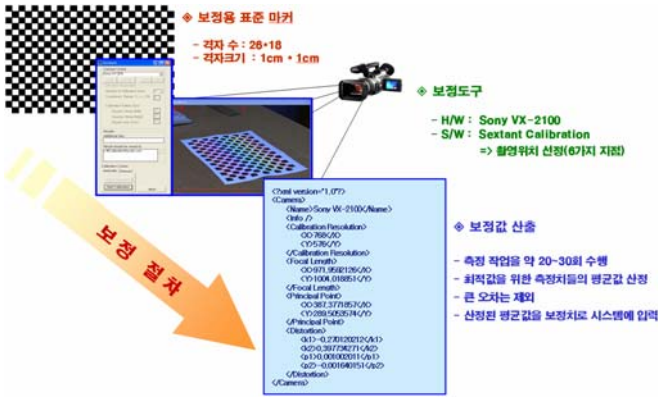 ◈ 보정용 표준 마커
- 격자 수 : 26*18
- 격자크기 : 1cm * 1cm
◈ 보정도구
- H/W : Sony VX-2100
- S/W : Sextant Calibration
=> 촬영위치 선정(6가지 지점)
보정 절차
<?xml version="1.0"?>
<Camera>
<Name>Sony VX-2100</Name>
<Info />
<Calibration Resolution>
<X>768</X>
<Y>576</Y>
</Calibration Resolution>
<Focal Length>
<X>971.9592126</X>
<Y>1004.018851</Y>
</Focal Length>
<Principal Point>
<X>387.3771857</X>
<Y>289.5053574</Y>
</Principal Point>
<Distortion>
<k1>-0.270120212</k1>
<k2>0.397734271</k2>
<p1>0.001002011</p1>
<p2>-0.001640151</p2>
</Distortion>
</Camera>
◈ 보정값 산출
- 측정 작업을 약 20~30회 수행
- 최적값을 위한 측정치들의 평균값 산정
- 큰 오차는 제외
- 산정된 평균값을 보정치로 시스템에 입력